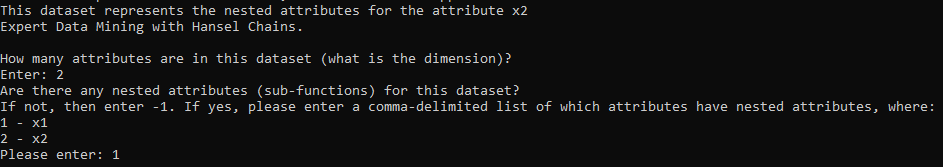 This dataset represents the nested attributes for the attribute x2
Expert Data Mining with Hansel Chains.
How many attributes are in this dataset (what is the dimension)?
Enter: 2
Are there any nested attributes (sub-functions) for this dataset?
If not, then enter -1. If yes, please enter a comma-delimited list of which attributes have nested attributes, where:
1 - x1
2 - x2
Please enter: 1